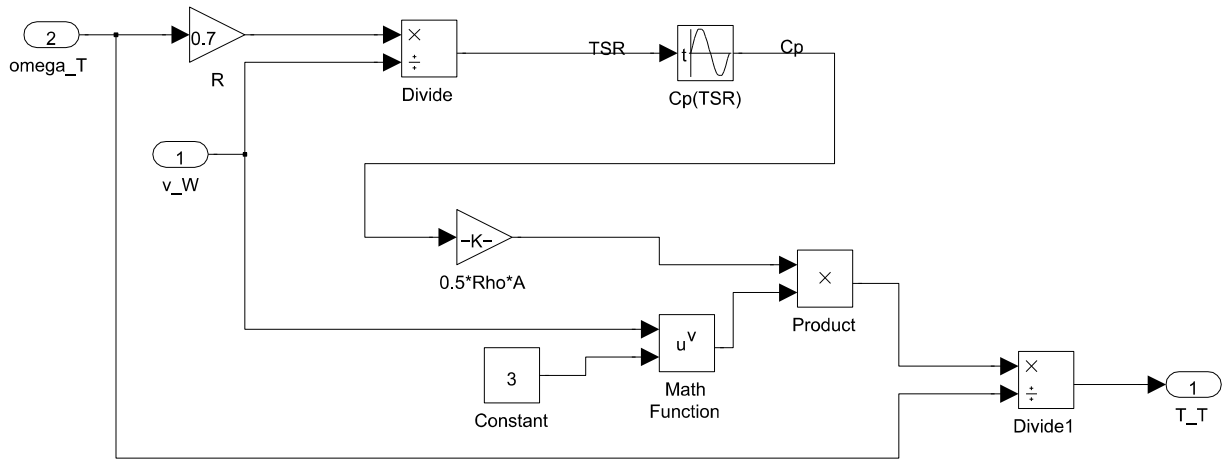 2
omega_T
0.7
R
×
÷
Divide
TSR
t
Cp(TSR)
Cp
1
v_W
−K−
0.5*Rho*A
×
Product
uv
Math
Function
3
Constant
×
÷
Divide1
1
T_T